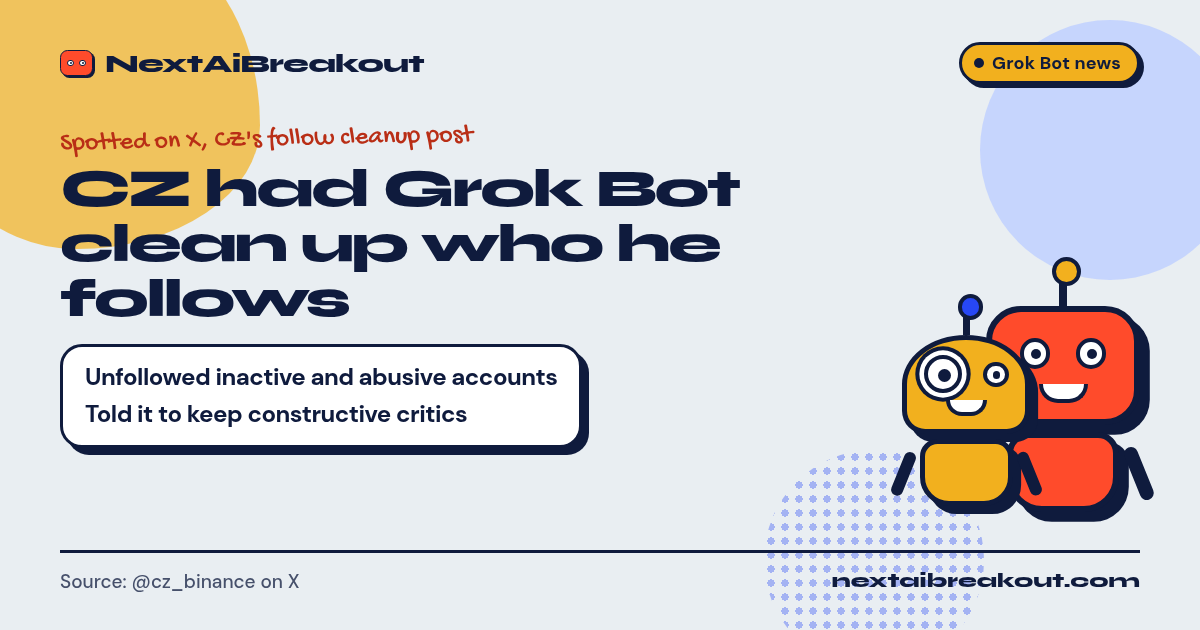 NextAiBreakout
Grok Bot news
Spotted on X, CZ's follow cleanup post
CZ had Grok Bot
clean up who he
follows
Unfollowed inactive and abusive accounts
Told it to keep constructive critics
Source: @cz_binance on X
nextaibreakout.com